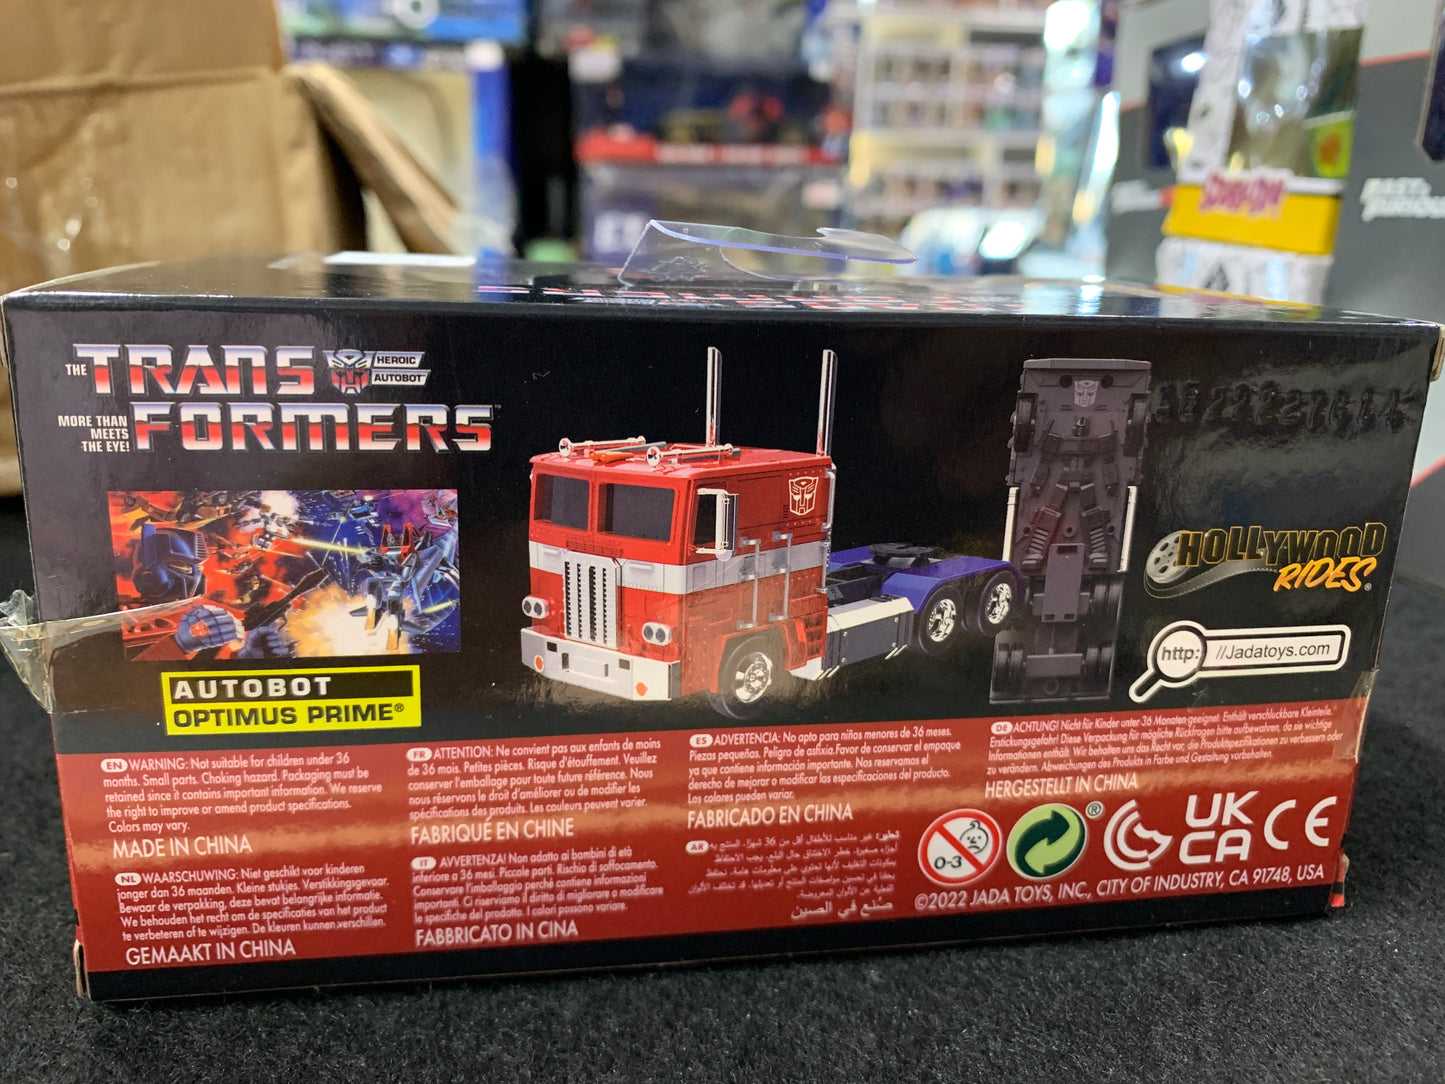 THE TRANS
HEROIC
AUTOBOT
MORE THAN
MEETS
THE EYE!
FORMERS
AUTOBOT
OPTIMUS PRIME®
HOLLYWOOD
RIDES®
http: //Jadatoys.com
EN WARNING: Not suitable for children under 36
months. Small parts. Choking hazard. Packaging must be
retained since it contains important information. We reserve
the right to improve or amend product specifications.
Colors may vary.
MADE IN CHINA
FR ATTENTION: Ne convient pas aux enfants de moins
de 36 mois. Petites pièces. Risque d'étouffement. Veuillez
conserver l'emballage pour toute future référence. Nous
nous réservons le droit d'améliorer ou de modifier les
spécifications des produits. Les couleurs peuvent varier.
FABRIQUÉ EN CHINE
ES ADVERTENCIA: No apto para niños menores de 36 meses.
Piezas pequeñas. Peligro de asfixia. Favor de conservar el empaque
ya que contiene información importante. Nos reservamos el
derecho de mejorar o modificar las especificaciones del producto.
Los colores pueden variar.
FABRICADO EN CHINA
DE ACHTUNG! Nicht für Kinder unter 36 Monaten geeignet. Enthält verschluckbare Kleinteile.
Erstickungsgefahr! Diese Verpackung für mögliche Rückfragen bitte aufbewahren, da sie wichtige
Informationen enthält. Wir behalten uns das Recht vor, die Produktspezifikationen zu verbessern oder
zu verändern. Abweichungen des Produkts in Farbe und Gestaltung vorbehalten.
HERGESTELLT IN CHINA
NL WAARSCHUWING: Niet geschikt voor kinderen
jonger dan 36 maanden. Kleine stukjes. Verstikkingsgevaar.
Bewaar de verpakking, deze bevat belangrijke informatie.
We behouden het recht om de specificaties van het product
te verbeteren of te wijzigen. De kleuren kunnen verschillen.
GEMAAKT IN CHINA
IT AVVERTENZA! Non adatto ai bambini di età
inferiore a 36 mesi. Piccole parti. Rischio di soffocamento.
Conservare l'imballaggio perché contiene informazioni
importanti. Ci riserviamo il diritto di migliorare o modificare
le specifiche del prodotto. I colori possono variare.
FABBRICATO IN CINA
AR تحذير: غير مناسب للأطفال أقل من 36 شهرًا.
صنع في الصين
0-3
®
UK
CA
CE
©2022 JADA TOYS, INC., CITY OF INDUSTRY, CA 91748, USA
SCOOBY-DOO
FAST &
FURIOUS